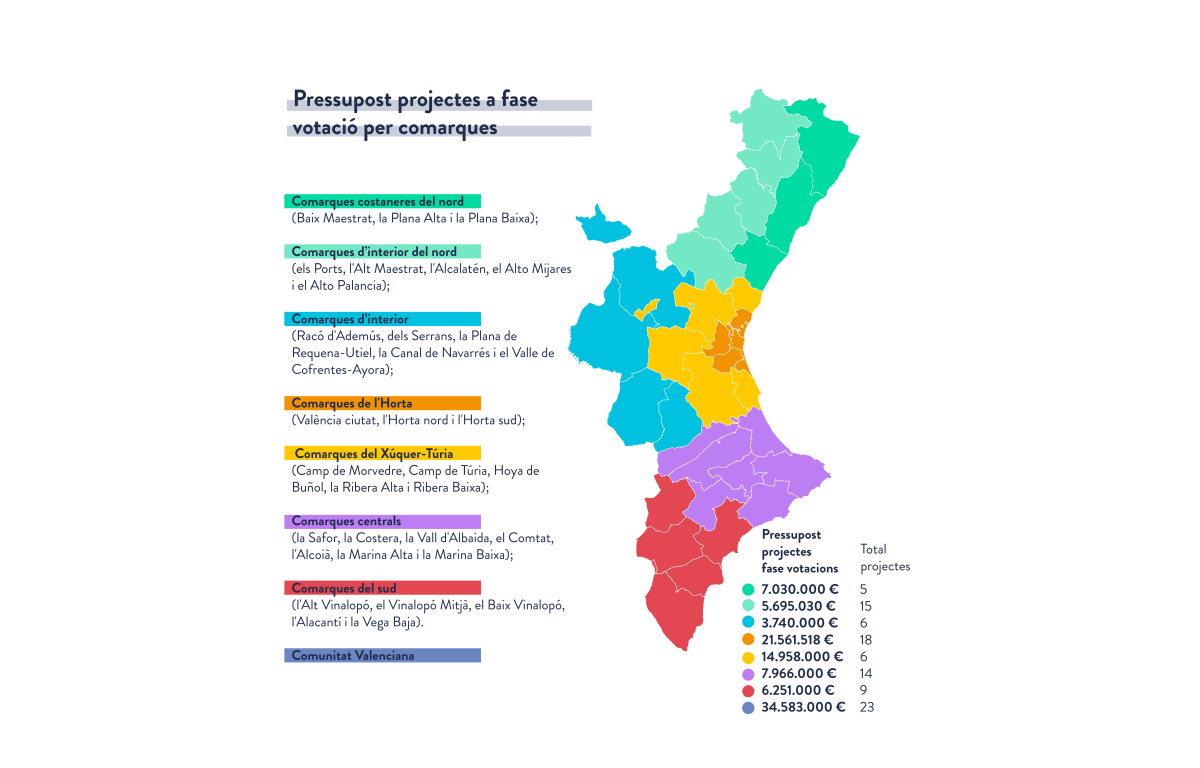 Pressupost projectes a fase
votació per comarques
Comarques costaneres del nord
(Baix Maestrat, la Plana Alta i la Plana Baixa);
Comarques d'interior del nord
(els Ports, l'Alt Maestrat, l'Alcalatén, el Alto Mijares
i el Alto Palancia);
Comarques d'interior
(Racó d'Ademús, dels Serrans, la Plana de
Requena-Utiel, la Canal de Navarrés i el Valle de
Cofrentes-Ayora);
Comarques de l'Horta
(València ciutat, l'Horta nord i l'Horta sud);
Comarques del Xúquer-Túria
(Camp de Morvedre, Camp de Túria, Hoya de
Buñol, la Ribera Alta i Ribera Baixa);
Comarques centrals
(la Safor, la Costera, la Vall d'Albaida, el Comtat,
l'Alcoià, la Marina Alta i la Marina Baixa);
Comarques del sud
(l'Alt Vinalopó, el Vinalopó Mitjà, el Baix Vinalopó,
l'Alacantí i la Vega Baja).
Comunitat Valenciana
Pressupost
projectes
fase votacions
Total
projectes
7.030.000 € 5
5.695.030 € 15
3.740.000 € 6
21.561.518 € 18
14.958.000 € 6
7.966.000 € 14
6.251.000 € 9
34.583.000 € 23